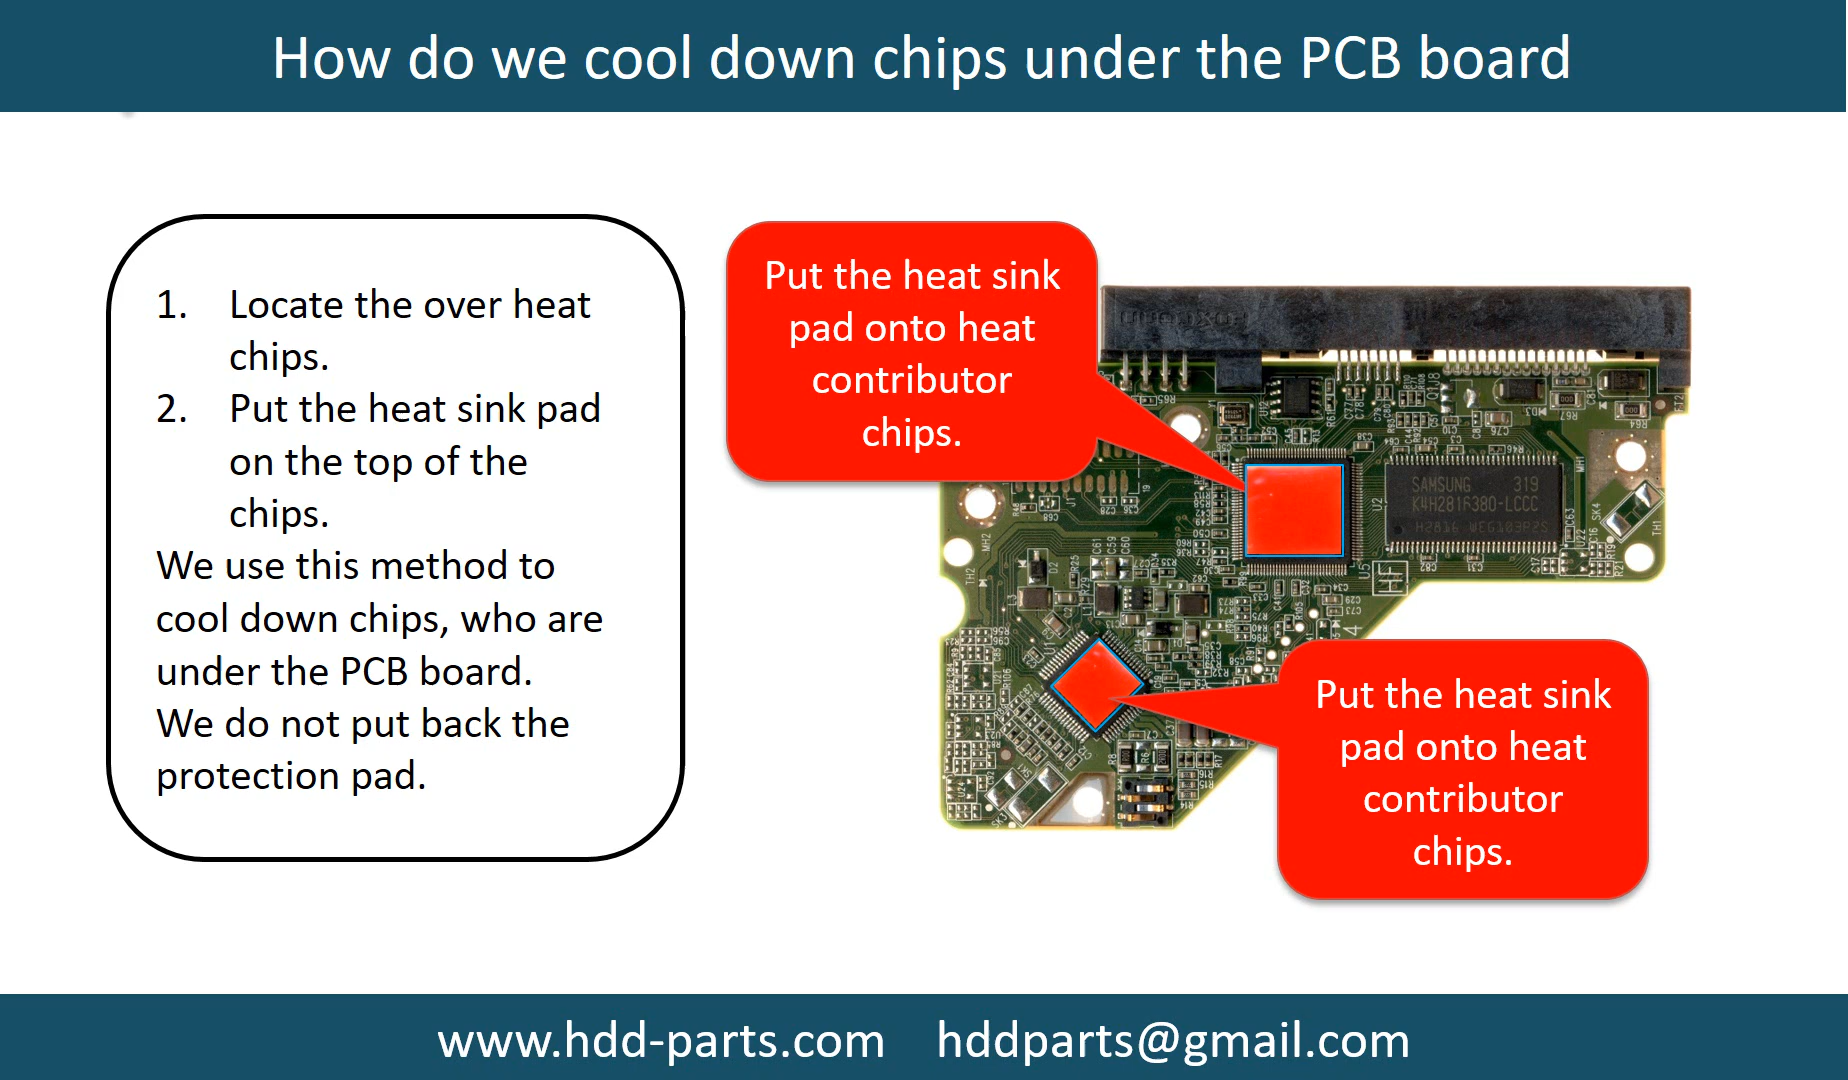 How do we cool down chips under the PCB board
1. Locate the over heat
chips.
2. Put the heat sink pad
on the top of the
chips.
We use this method to
cool down chips, who are
under the PCB board.
We do not put back the
protection pad.
Put the heat sink
pad onto heat
contributor
chips.
SAMSUNG 319
K4H281638O-LCCC
Put the heat sink
pad onto heat
contributor
chips.
www.hdd-parts.com hddparts@gmail.com